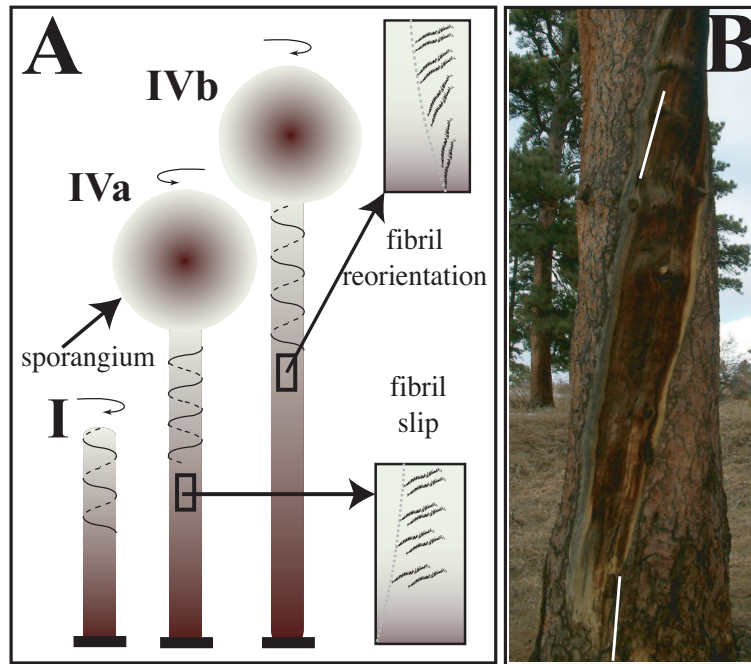 A
IVb
IVa
fibril
reorientation
sporangium
I
fibril
slip
B